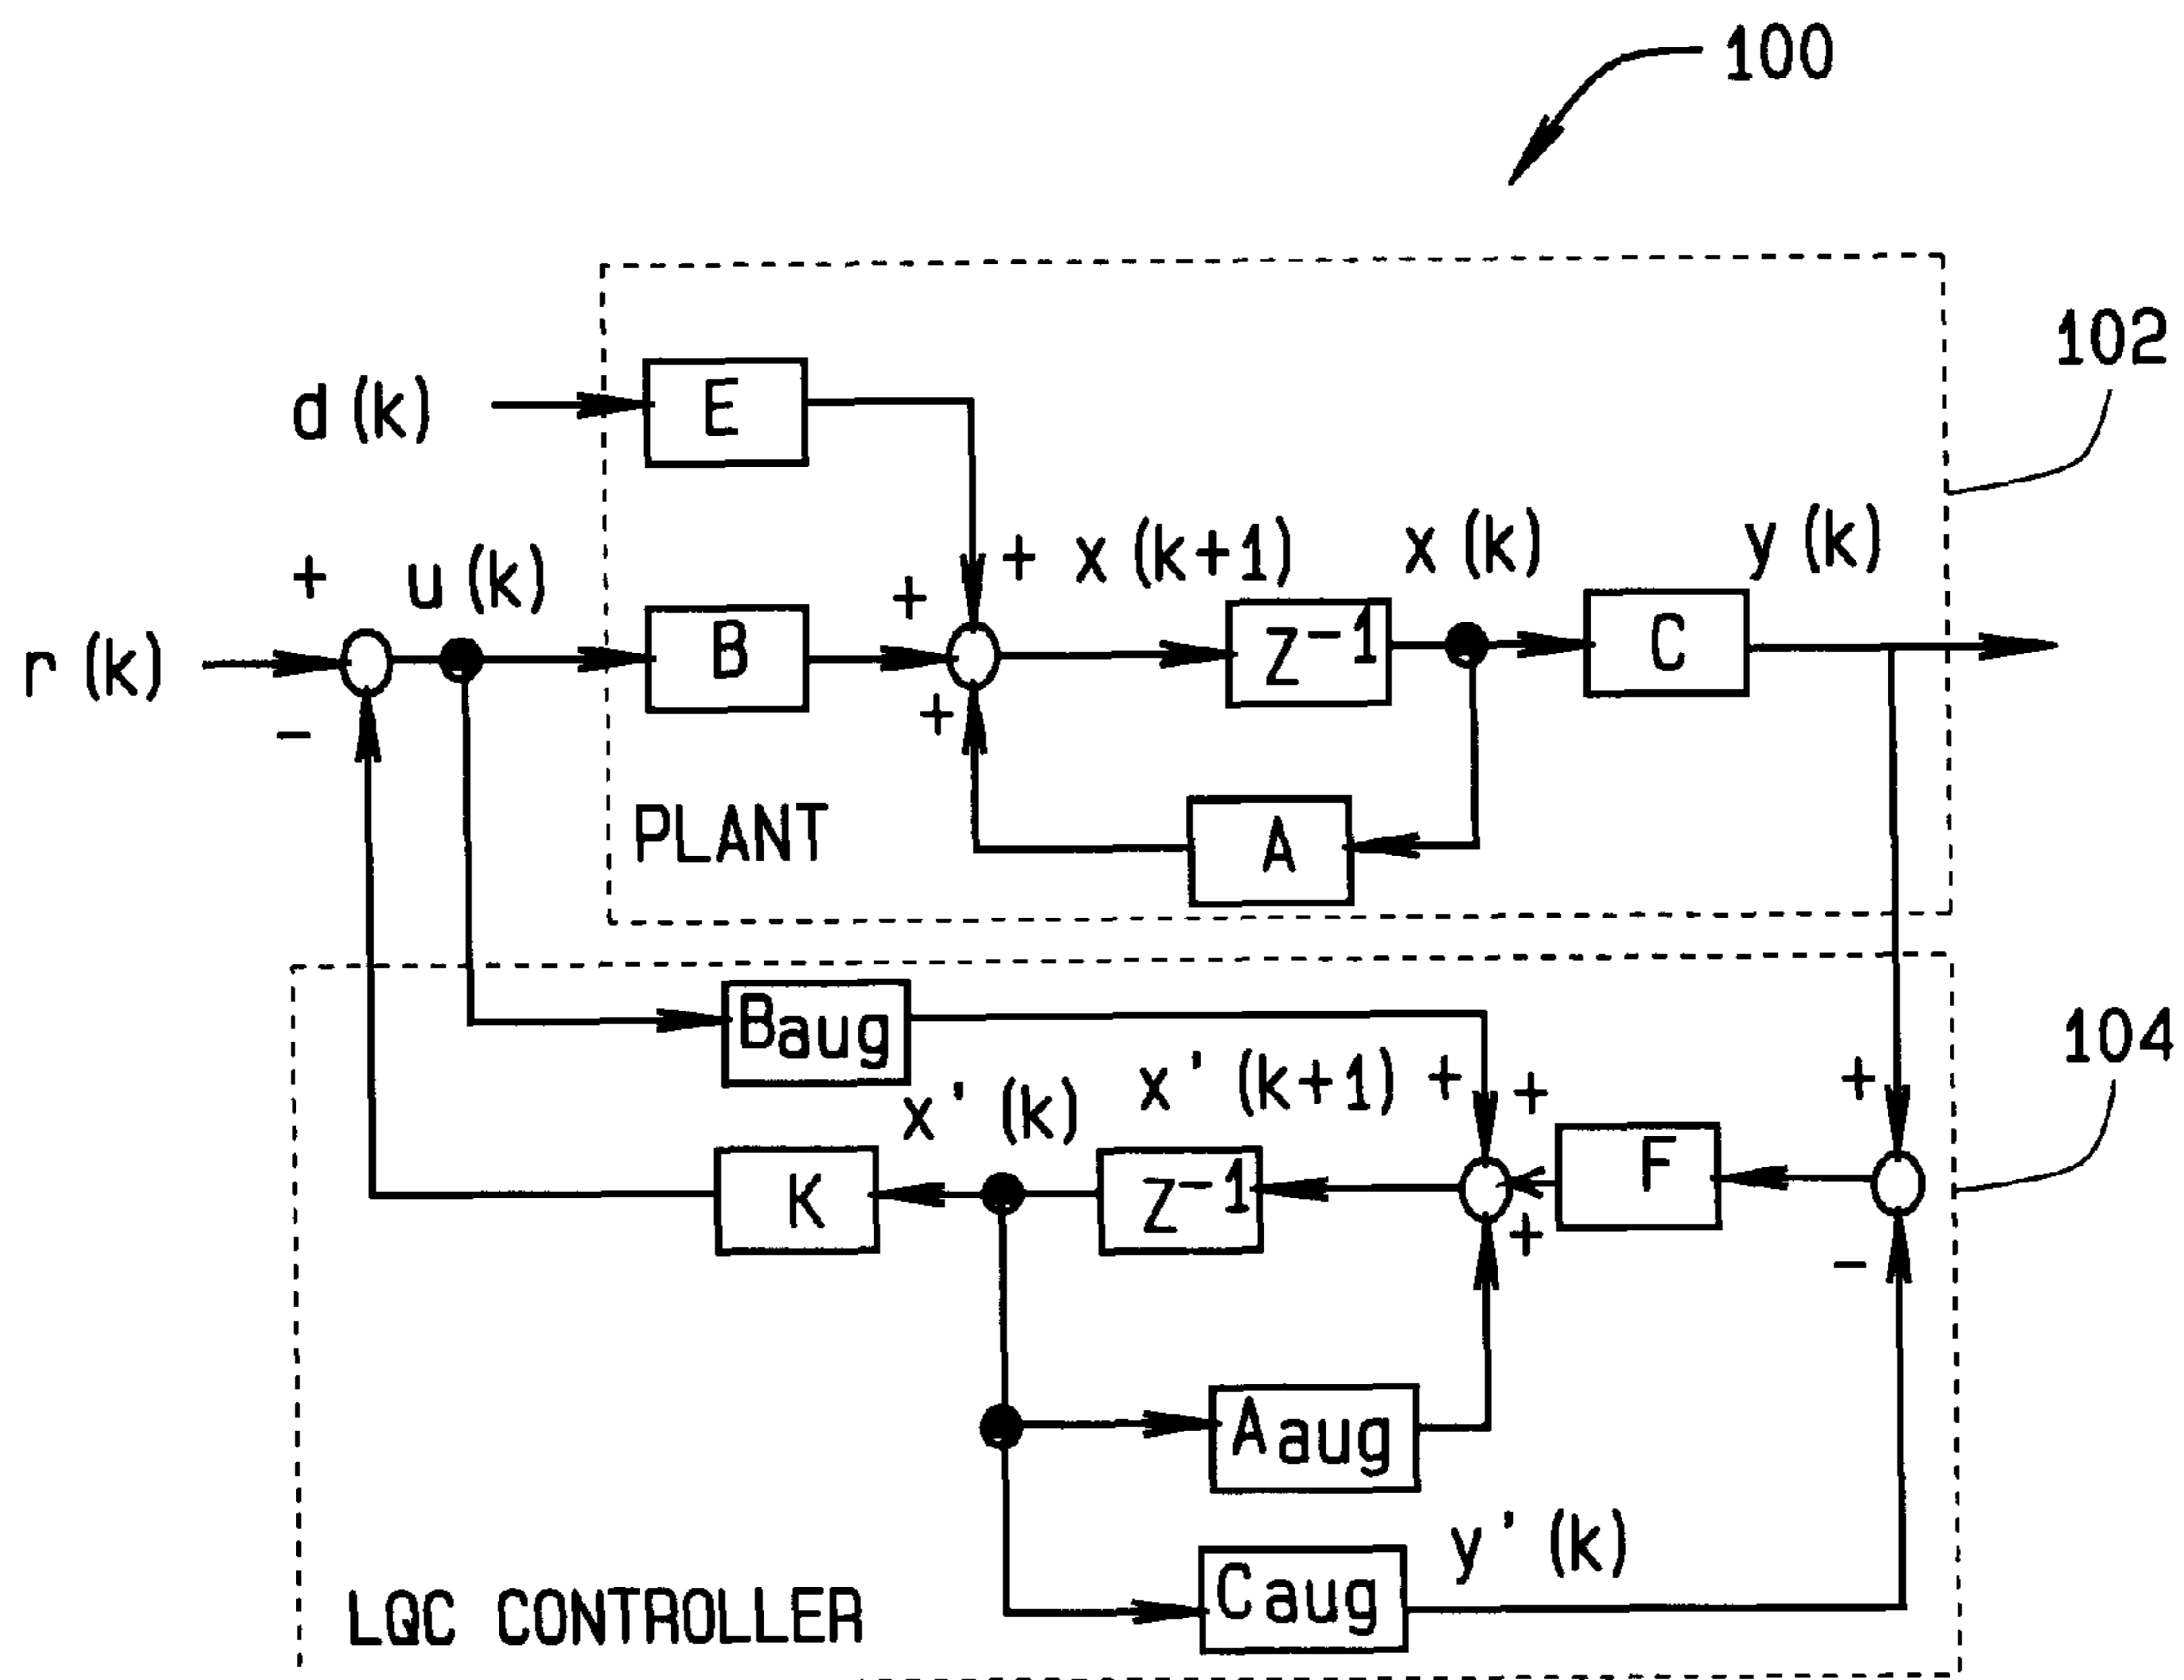 100
102
d(k)
E
+
u(k)
+
+
x(k+1)
x(k)
y(k)
r(k)
B
Z⁻¹
C
-
+
PLANT
A
Baug
104
x'(k)
x'(k+1)
+
+
+
K
Z⁻¹
F
+
-
Aaug
y'(k)
Caug
LQC CONTROLLER